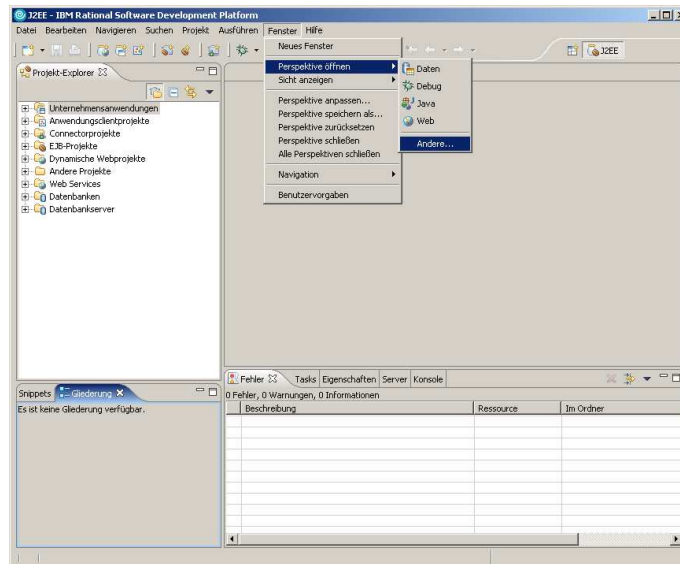 J2EE - IBM Rational Software Development Platform
Datei Bearbeiten Navigieren Suchen Projekt Ausführen Fenster Hilfe
J2EE
Neues Fenster
Perspektive öffnen
Sicht anzeigen
Perspektive anpassen...
Perspektive speichern als...
Perspektive zurücksetzen
Perspektive schließen
Alle Perspektiven schließen
Navigation
Benutzervorgaben
Daten
Debug
Java
Web
Andere...
Projekt-Explorer
Unternehmensanwendungen
Anwendungsclientprojekte
Connectorprojekte
EJB-Projekte
Dynamische Webprojekte
Andere Projekte
Web Services
Datenbanken
Datenbankserver
Snippets Gliederung
Es ist keine Gliederung verfügbar.
Fehler Tasks Eigenschaften Server Konsole
0 Fehler, 0 Warnungen, 0 Informationen
Beschreibung Ressource Im Ordner